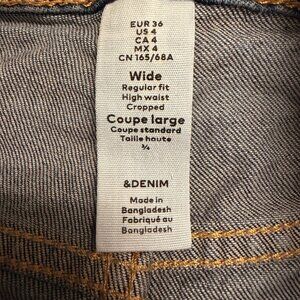 EUR 36
US 4
CA 4
MX 4
CN 165/68A
Wide
Regular fit
High waist
Cropped
Coupe large
Coupe standard
Taille haute
¾
&DENIM
Made in
Bangladesh
Fabriqué au
Bangladesh